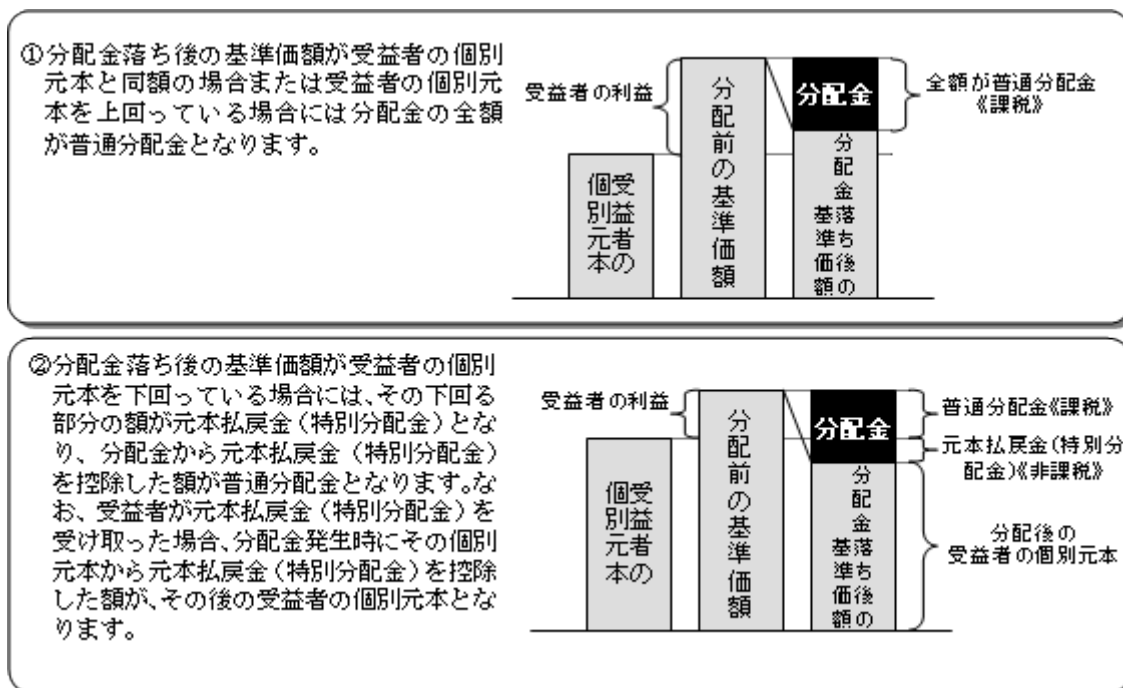 ①分配金落ち後の基準価額が受益者の個別
元本と同額の場合または受益者の個別元
本を上回っている場合には分配金の全額
が普通分配金となります。
受益者の利益
受益者の
個別元本
分配前の基準価額
分配金
分配金落ち後の
基準価額
全額が普通分配金
《課税》
②分配金落ち後の基準価額が受益者の個別
元本を下回っている場合には、その下回る
部分の額が元本払戻金(特別分配金)とな
り、分配金から元本払戻金(特別分配金)
を控除した額が普通分配金となります。な
お、受益者が元本払戻金(特別分配金)を
受け取った場合、分配金発生時にその個別
元本から元本払戻金(特別分配金)を控除
した額が、その後の受益者の個別元本とな
ります。
受益者の利益
受益者の
個別元本
分配前の基準価額
分配金
分配金落ち後の
基準価額
普通分配金《課税》
元本払戻金(特別分
配金)《非課税》
分配後の
受益者の個別元本